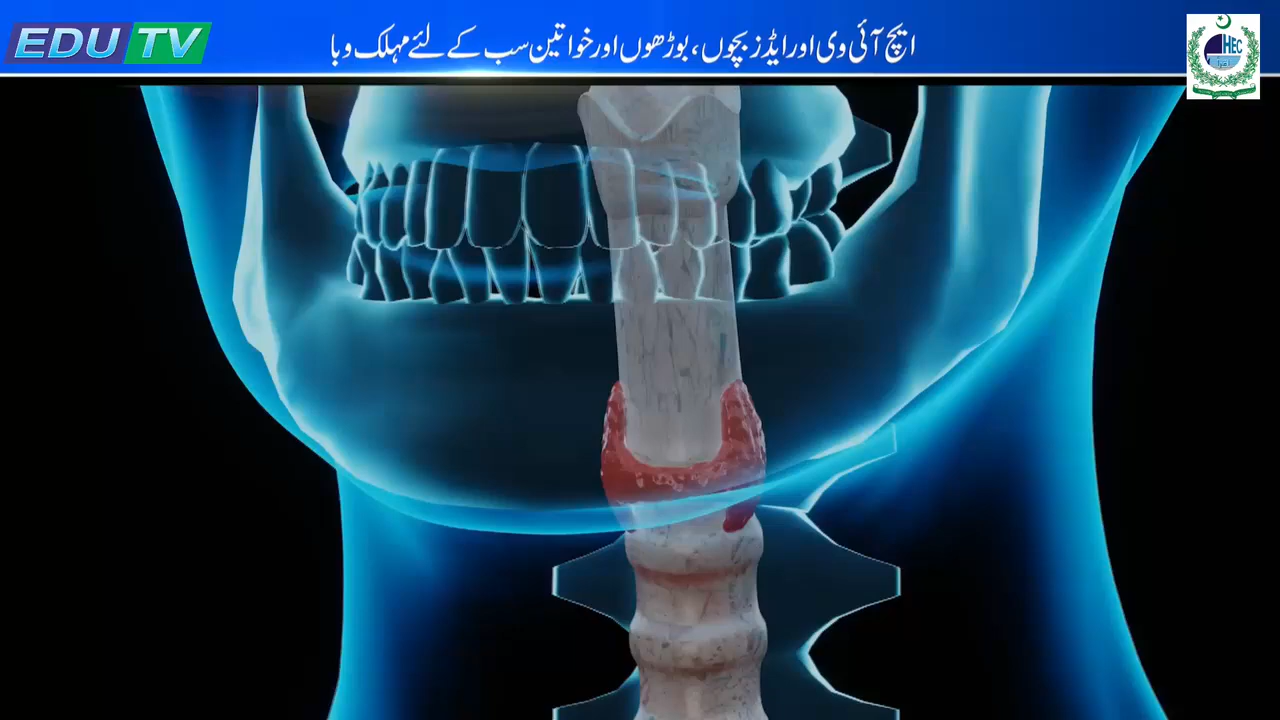 EDU TV
ایچ آئی وی اور ایڈز بچوں، بوڑھوں اور خواتین سب کے لئے مہلک وبا
HEC